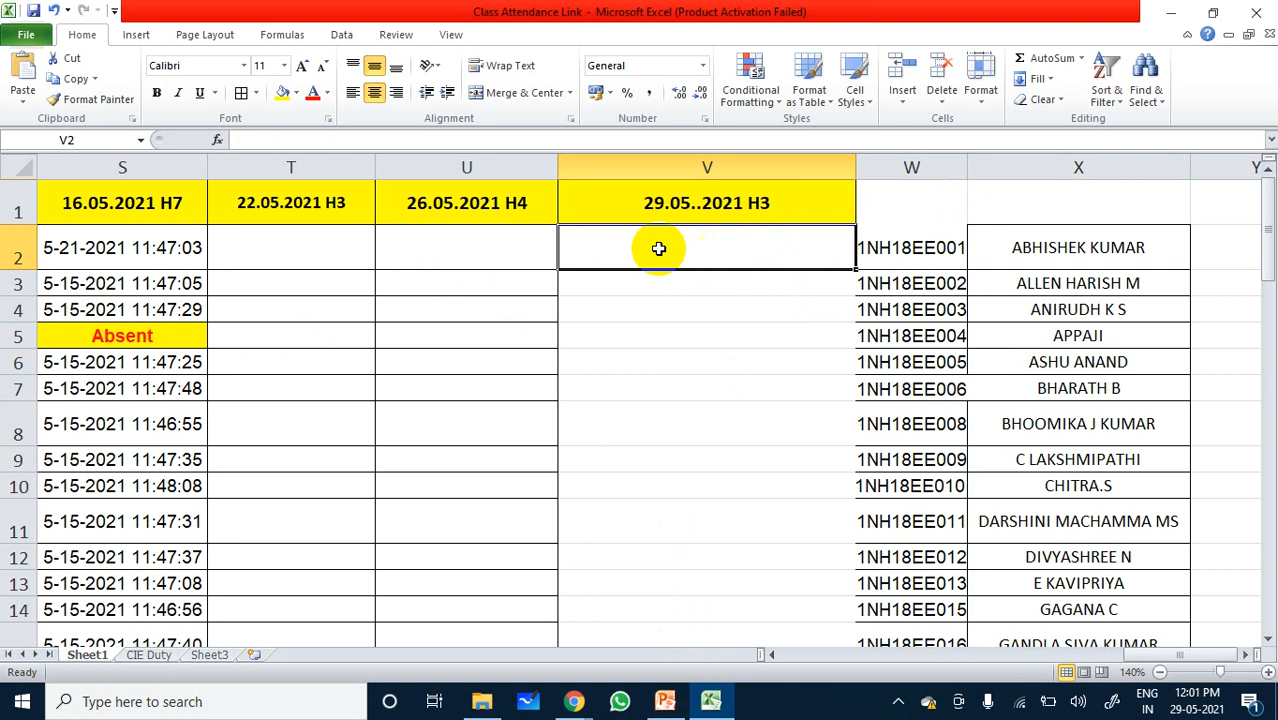 Class Attendance Link - Microsoft Excel (Product Activation Failed)
File Home Insert Page Layout Formulas Data Review View
Paste Cut Copy Format Painter
Calibri 11 B I U
Wrap Text Merge & Center
General % ,
Conditional Formatting Format as Table Cell Styles
Insert Delete Format
Σ AutoSum Fill Clear Sort & Filter Find & Select
Clipboard Font Alignment Number Styles Cells Editing
V2 fx
S T U V W X Y
1 16.05.2021 H7 22.05.2021 H3 26.05.2021 H4 29.05..2021 H3
2 5-21-2021 11:47:03 1NH18EE001 ABHISHEK KUMAR
3 5-15-2021 11:47:05 1NH18EE002 ALLEN HARISH M
4 5-15-2021 11:47:29 1NH18EE003 ANIRUDH K S
5 Absent 1NH18EE004 APPAJI
6 5-15-2021 11:47:25 1NH18EE005 ASHU ANAND
7 5-15-2021 11:47:48 1NH18EE006 BHARATH B
8 5-15-2021 11:46:55 1NH18EE008 BHOOMIKA J KUMAR
9 5-15-2021 11:47:35 1NH18EE009 C LAKSHMIPATHI
10 5-15-2021 11:48:08 1NH18EE010 CHITRA.S
11 5-15-2021 11:47:31 1NH18EE011 DARSHINI MACHAMMA MS
12 5-15-2021 11:47:37 1NH18EE012 DIVYASHREE N
13 5-15-2021 11:47:08 1NH18EE013 E KAVIPRIYA
14 5-15-2021 11:46:56 1NH18EE015 GAGANA C
5-15-2021 11:47:40 1NH18EE016 GANDLA SIVA KUMAR
Sheet1 CIE Duty Sheet3
Ready 140%
Type here to search ENG IN 12:01 PM 29-05-2021